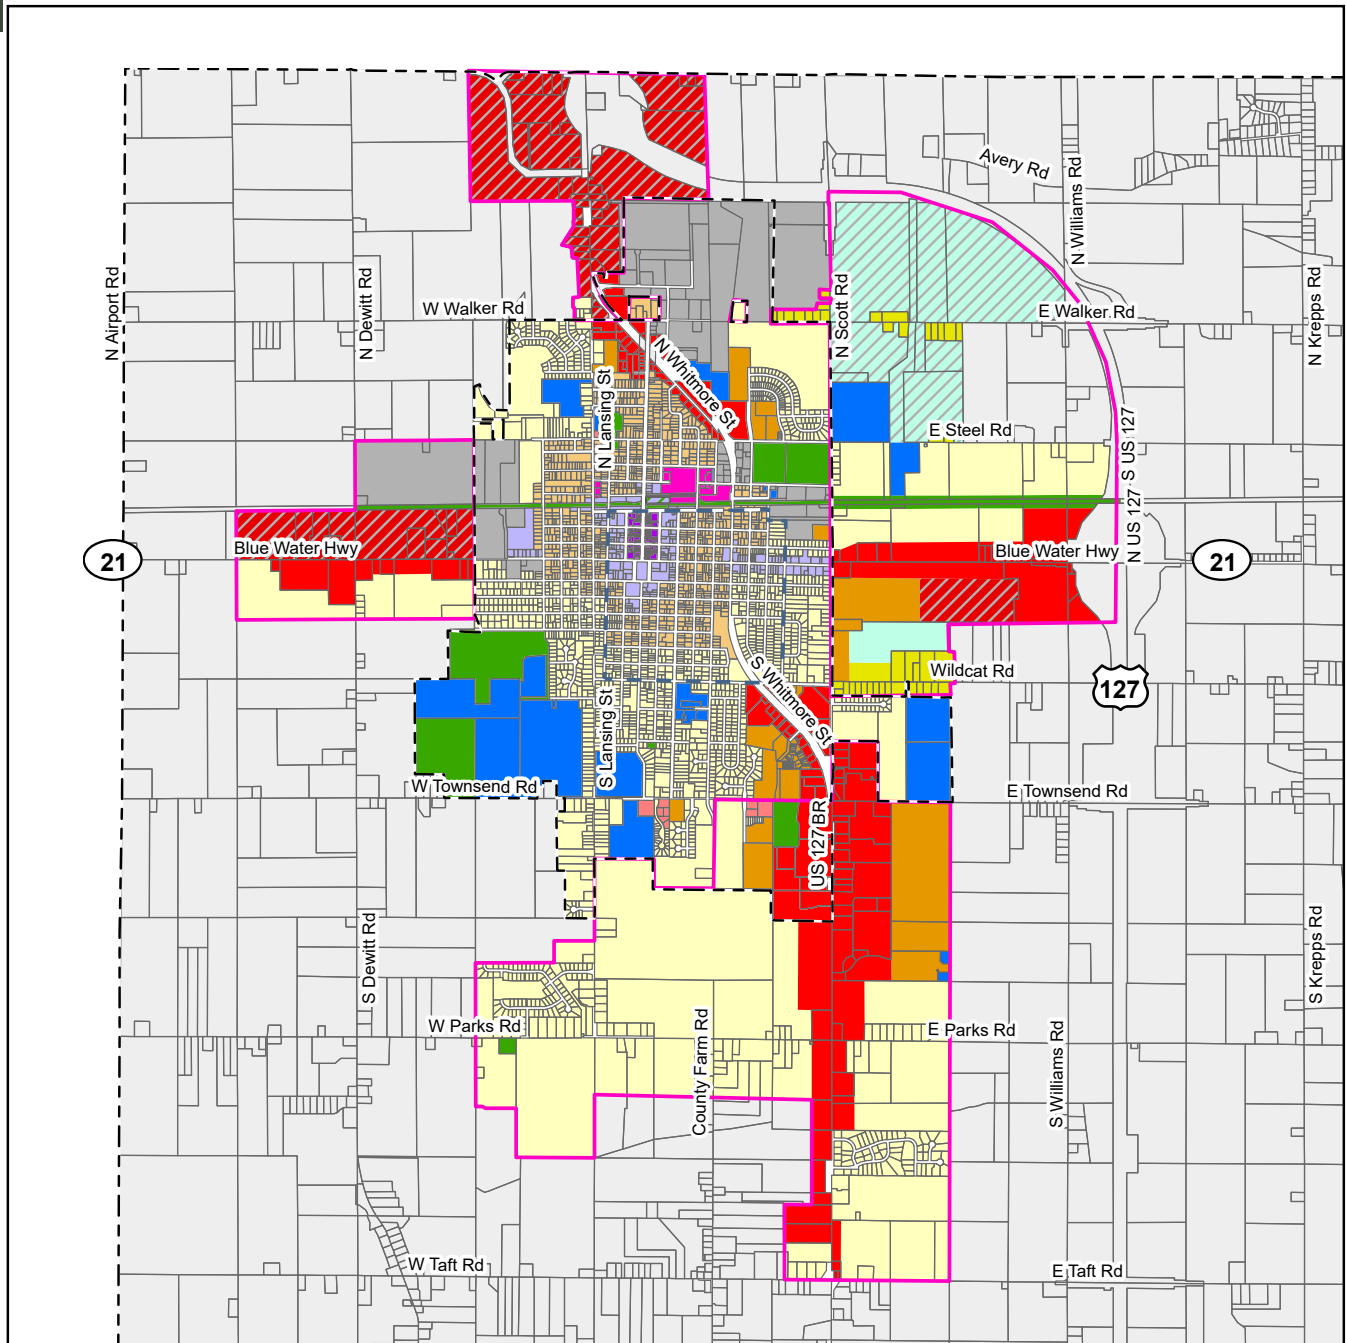 Avery Rd
N Williams Rd
N Airport Rd
N Dewitt Rd
W Walker Rd
N Scott Rd
E Walker Rd
N Krepps Rd
N Whitmore St
N Lansing St
E Steel Rd
S US 127
N US 127
Blue Water Hwy
21
Blue Water Hwy
21
Wildcat Rd
127
S Whitmore St
S Lansing St
W Townsend Rd
E Townsend Rd
US 127 BR
S Dewitt Rd
S Krepps Rd
W Parks Rd
County Farm Rd
E Parks Rd
S Williams Rd
W Taft Rd
E Taft Rd